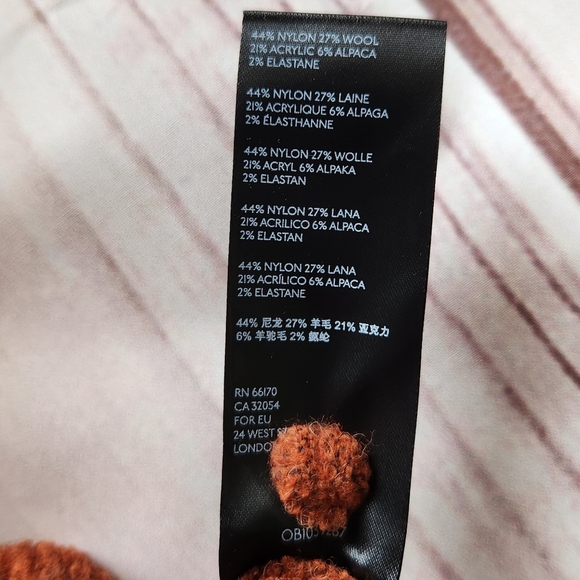 44% NYLON 27% WOOL
21% ACRYLIC 6% ALPACA
2% ELASTANE
44% NYLON 27% LAINE
21% ACRYLIQUE 6% ALPAGA
2% ÉLASTHANNE
44% NYLON 27% WOLLE
21% ACRYL 6% ALPAKA
2% ELASTAN
44% NYLON 27% LANA
21% ACRILICO 6% ALPACA
2% ELASTAN
44% NYLON 27% LANA
21% ACRÍLICO 6% ALPACA
2% ELASTANE
44% 尼龙 27% 羊毛 21% 亚克力
6% 羊驼毛 2% 氨纶
RN 66170
CA 32054
FOR EU
24 WEST